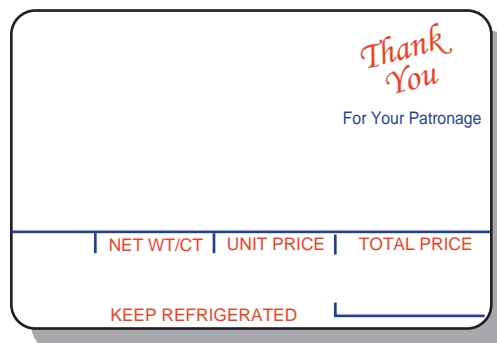 Thank
You
For Your Patronage
NET WT/CT UNIT PRICE TOTAL PRICE
KEEP REFRIGERATED